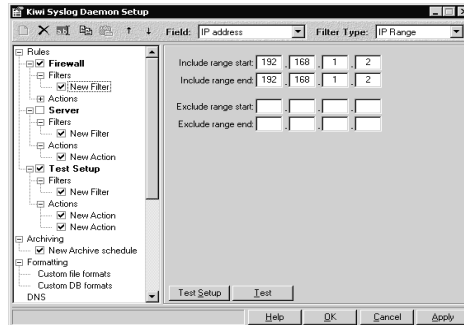 Kiwi Syslog Daemon Setup
Field: IP address Filter Type: IP Range
Rules
Firewall
Filters
New Filter
Actions
Server
Filters
New Filter
Actions
New Action
Test Setup
Filters
New Filter
Actions
New Action
New Action
Archiving
New Archive schedule
Formatting
Custom file formats
Custom DB formats
DNS
Include range start: 192 . 168 . 1 . 2
Include range end: 192 . 168 . 1 . 2
Exclude range start: . . .
Exclude range end: . . .
Test Setup Test
Help OK Cancel Apply